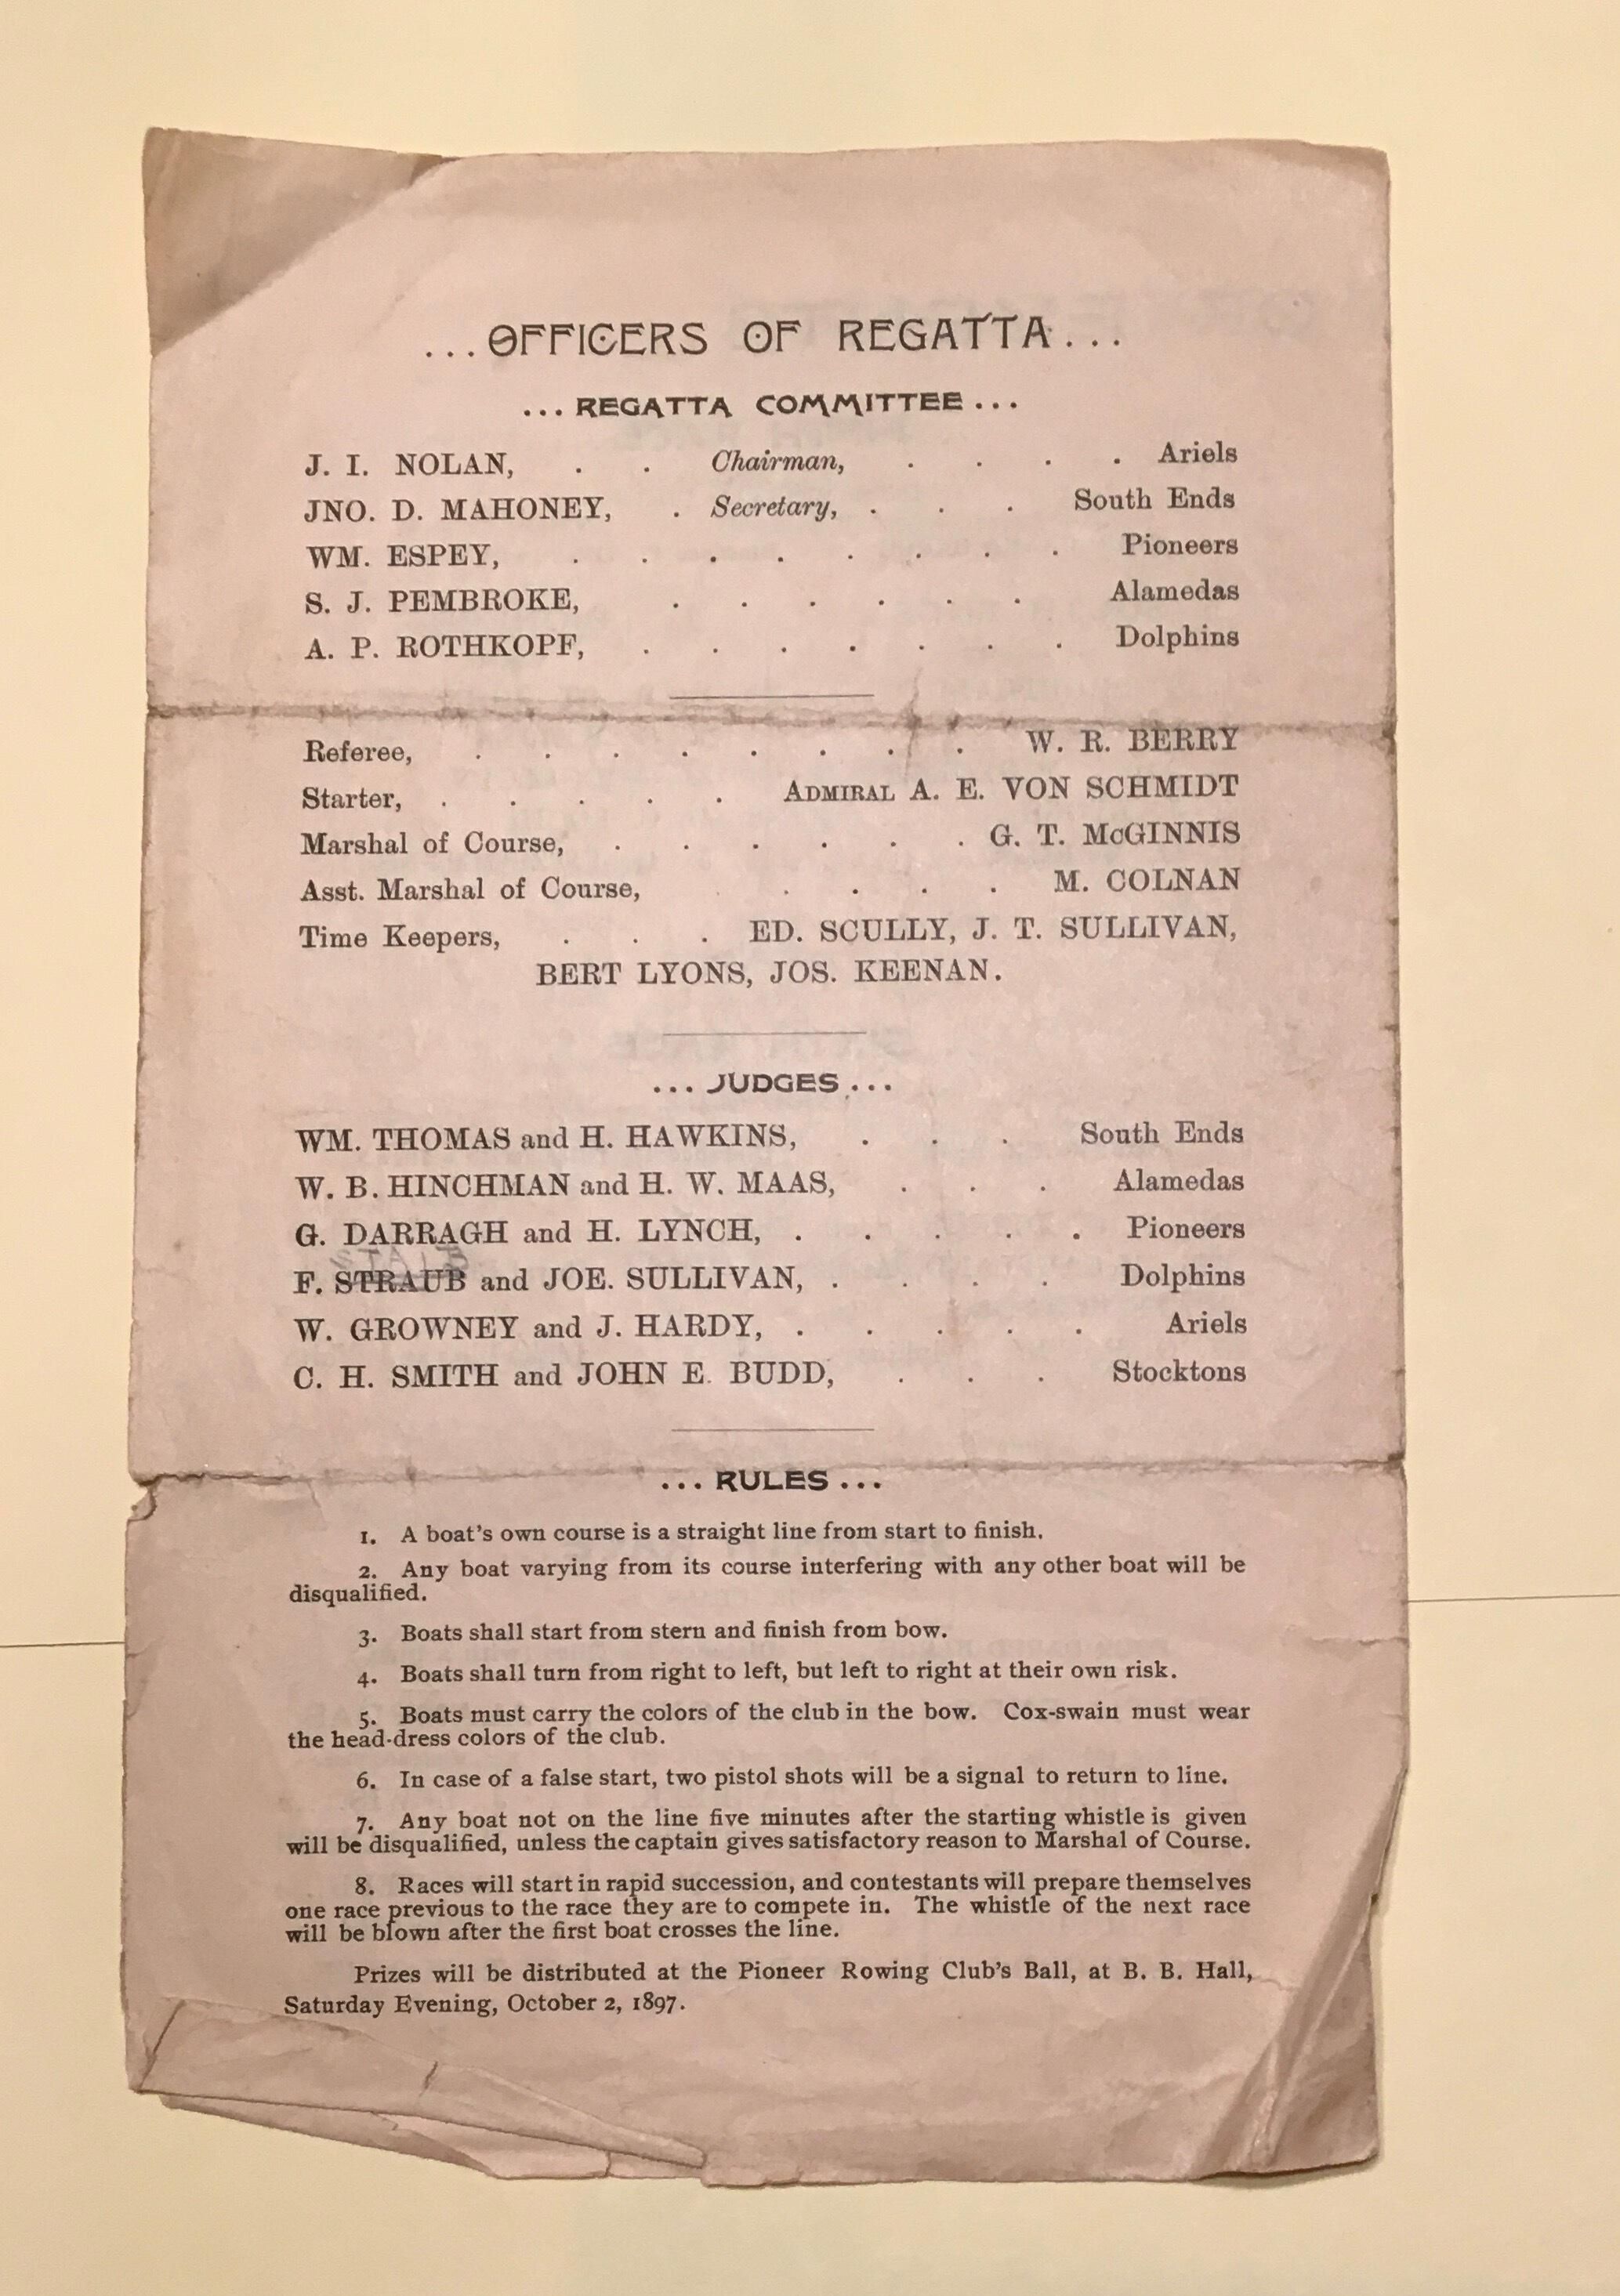 ...OFFICERS OF REGATTA...
...REGATTA COMMITTEE...
J. I. NOLAN, . . Chairman, . . . . Ariels
JNO. D. MAHONEY, . Secretary, . . . South Ends
WM. ESPEY, . . . . . . . . Pioneers
S. J. PEMBROKE, . . . . . . Alamedas
A. P. ROTHKOPF, . . . . . . . Dolphins
Referee, . . . . . . . . W. R. BERRY
Starter, . . . . . ADMIRAL A. E. VON SCHMIDT
Marshal of Course, . . . . . . G. T. McGINNIS
Asst. Marshal of Course, . . . . M. COLNAN
Time Keepers, . . . ED. SCULLY, J. T. SULLIVAN,
BERT LYONS, JOS. KEENAN.
...JUDGES...
WM. THOMAS and H. HAWKINS, . . . South Ends
W. B. HINCHMAN and H. W. MAAS, . . . Alamedas
G. DARRAGH and H. LYNCH, . . . . . Pioneers
F. STRAUB and JOE. SULLIVAN, . . . . Dolphins
W. GROWNEY and J. HARDY, . . . . . Ariels
C. H. SMITH and JOHN E. BUDD, . . . Stocktons
...RULES...
1. A boat's own course is a straight line from start to finish.
2. Any boat varying from its course interfering with any other boat will be
disqualified.
3. Boats shall start from stern and finish from bow.
4. Boats shall turn from right to left, but left to right at their own risk.
5. Boats must carry the colors of the club in the bow. Cox-swain must wear
the head-dress colors of the club.
6. In case of a false start, two pistol shots will be a signal to return to line.
7. Any boat not on the line five minutes after the starting whistle is given
will be disqualified, unless the captain gives satisfactory reason to Marshal of Course.
8. Races will start in rapid succession, and contestants will prepare themselves
one race previous to the race they are to compete in. The whistle of the next race
will be blown after the first boat crosses the line.
Prizes will be distributed at the Pioneer Rowing Club's Ball, at B. B. Hall,
Saturday Evening, October 2, 1897.